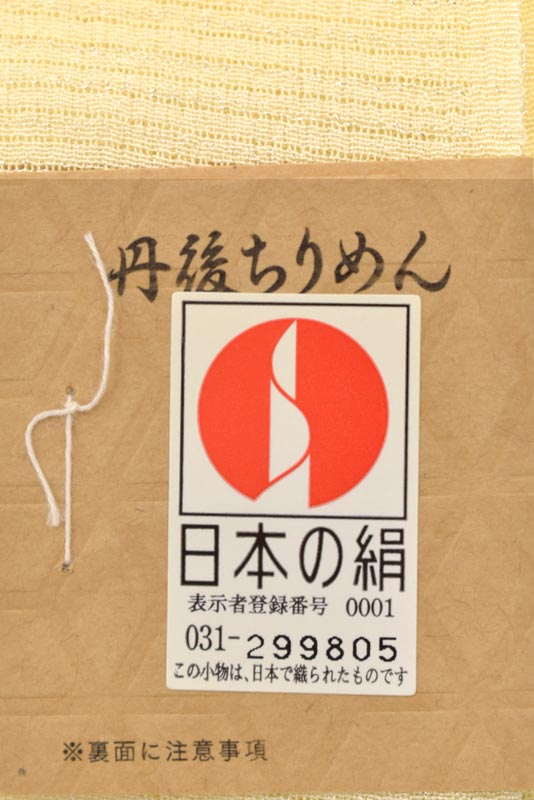 丹後ちりめん
日本の絹
表示者登録番号 0001
031-299805
この小物は、日本で織られたものです
※裏面に注意事項